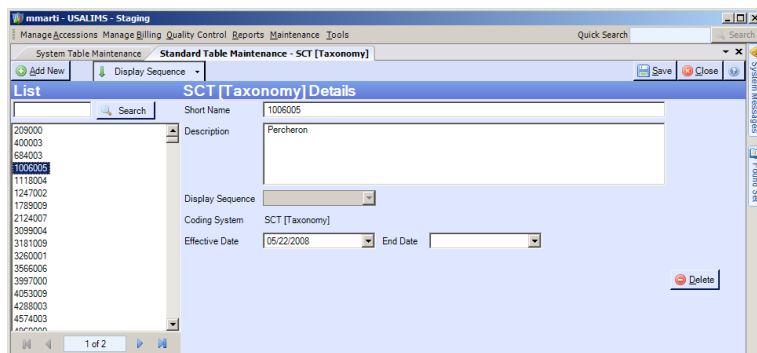 mmarti - USALIMS - Staging
Manage Accessions Manage Billing Quality Control Reports Maintenance Tools Quick Search Search
System Table Maintenance Standard Table Maintenance - SCT [Taxonomy]
Add New Display Sequence Save Close
List SCT [Taxonomy] Details
Search Short Name 1006005
209000 Description Percheron
400003
684003
1006005
1118004
1247002
1789009 Display Sequence
2124007 Coding System SCT [Taxonomy]
3099004
3181009 Effective Date 05/22/2008 End Date
3260001
3566006
3997000 Delete
4053009
4288003
4574003
1 of 2
System Messages
Found Set